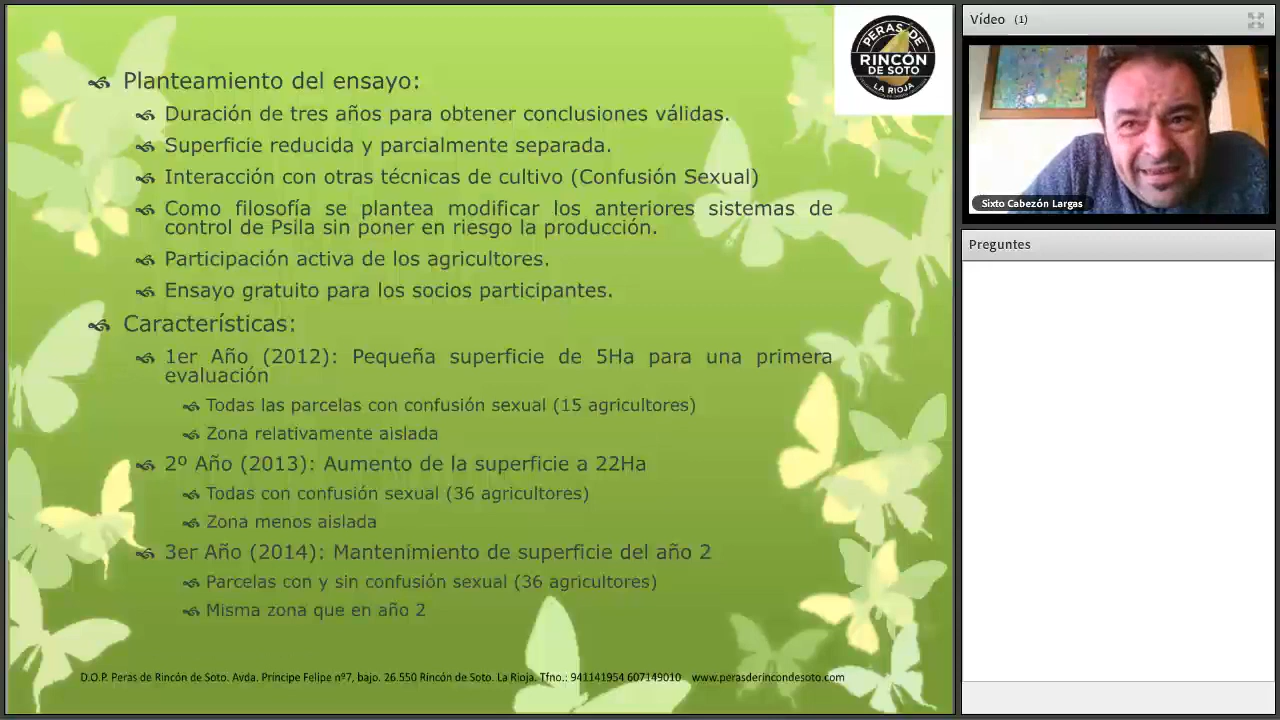 Planteamiento del ensayo:
Duración de tres años para obtener conclusiones válidas.
Superficie reducida y parcialmente separada.
Interacción con otras técnicas de cultivo (Confusión Sexual)
Como filosofía se plantea modificar los anteriores sistemas de
control de Psila sin poner en riesgo la producción.
Participación activa de los agricultores.
Ensayo gratuito para los socios participantes.
Características:
1er Año (2012): Pequeña superficie de 5Ha para una primera
evaluación
Todas las parcelas con confusión sexual (15 agricultores)
Zona relativamente aislada
2º Año (2013): Aumento de la superficie a 22Ha
Todas con confusión sexual (36 agricultores)
Zona menos aislada
3er Año (2014): Mantenimiento de superficie del año 2
Parcelas con y sin confusión sexual (36 agricultores)
Misma zona que en año 2
D.O.P. Peras de Rincón de Soto. Avda. Príncipe Felipe nº7, bajo. 26.550 Rincón de Soto. La Rioja. Tfno.: 941141954 607149010 www.perasderincondesoto.com
PERAS DE
RINCÓN
DE SOTO
LA RIOJA
Vídeo (1)
Sixto Cabezón Largas
Preguntes